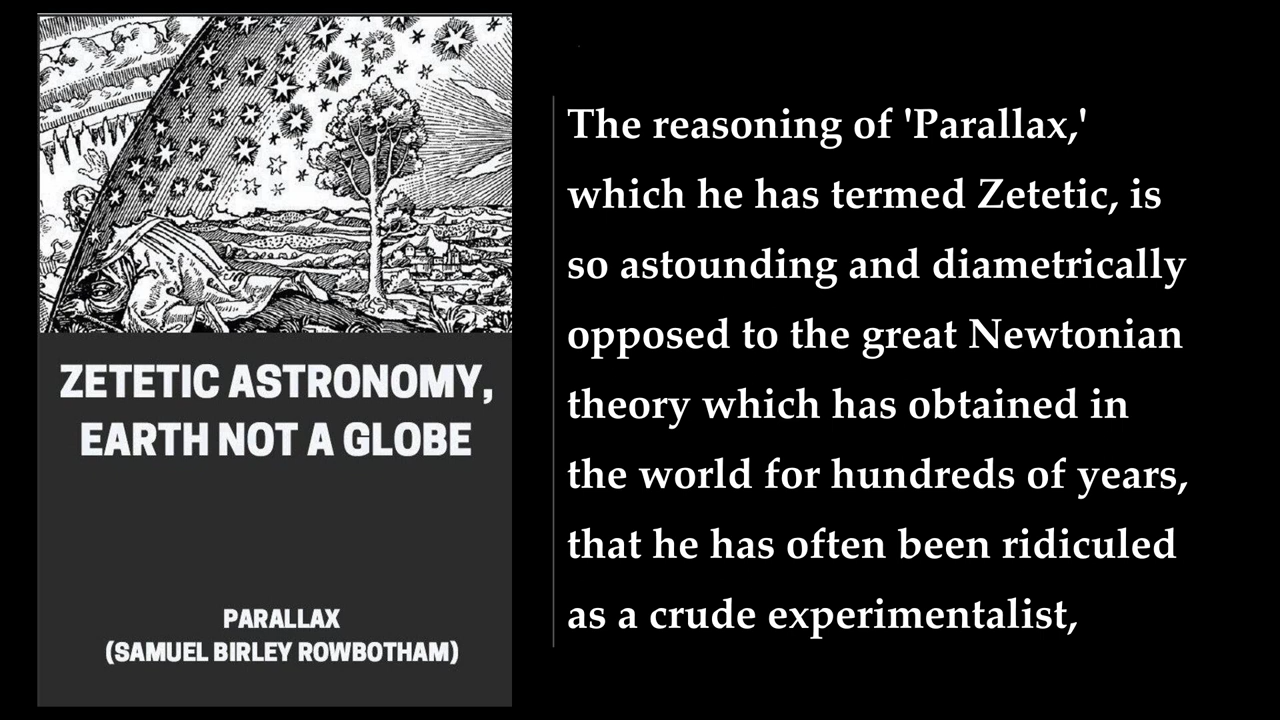 ZETETIC ASTRONOMY,
EARTH NOT A GLOBE
PARALLAX
(SAMUEL BIRLEY ROWBOTHAM)
The reasoning of 'Parallax,'
which he has termed Zetetic, is
so astounding and diametrically
opposed to the great Newtonian
theory which has obtained in
the world for hundreds of years,
that he has often been ridiculed
as a crude experimentalist,